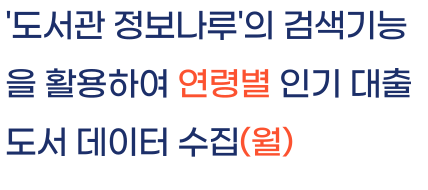 '도서관 정보나루'의 검색기능
을 활용하여 연령별 인기 대출
도서 데이터 수집(월)